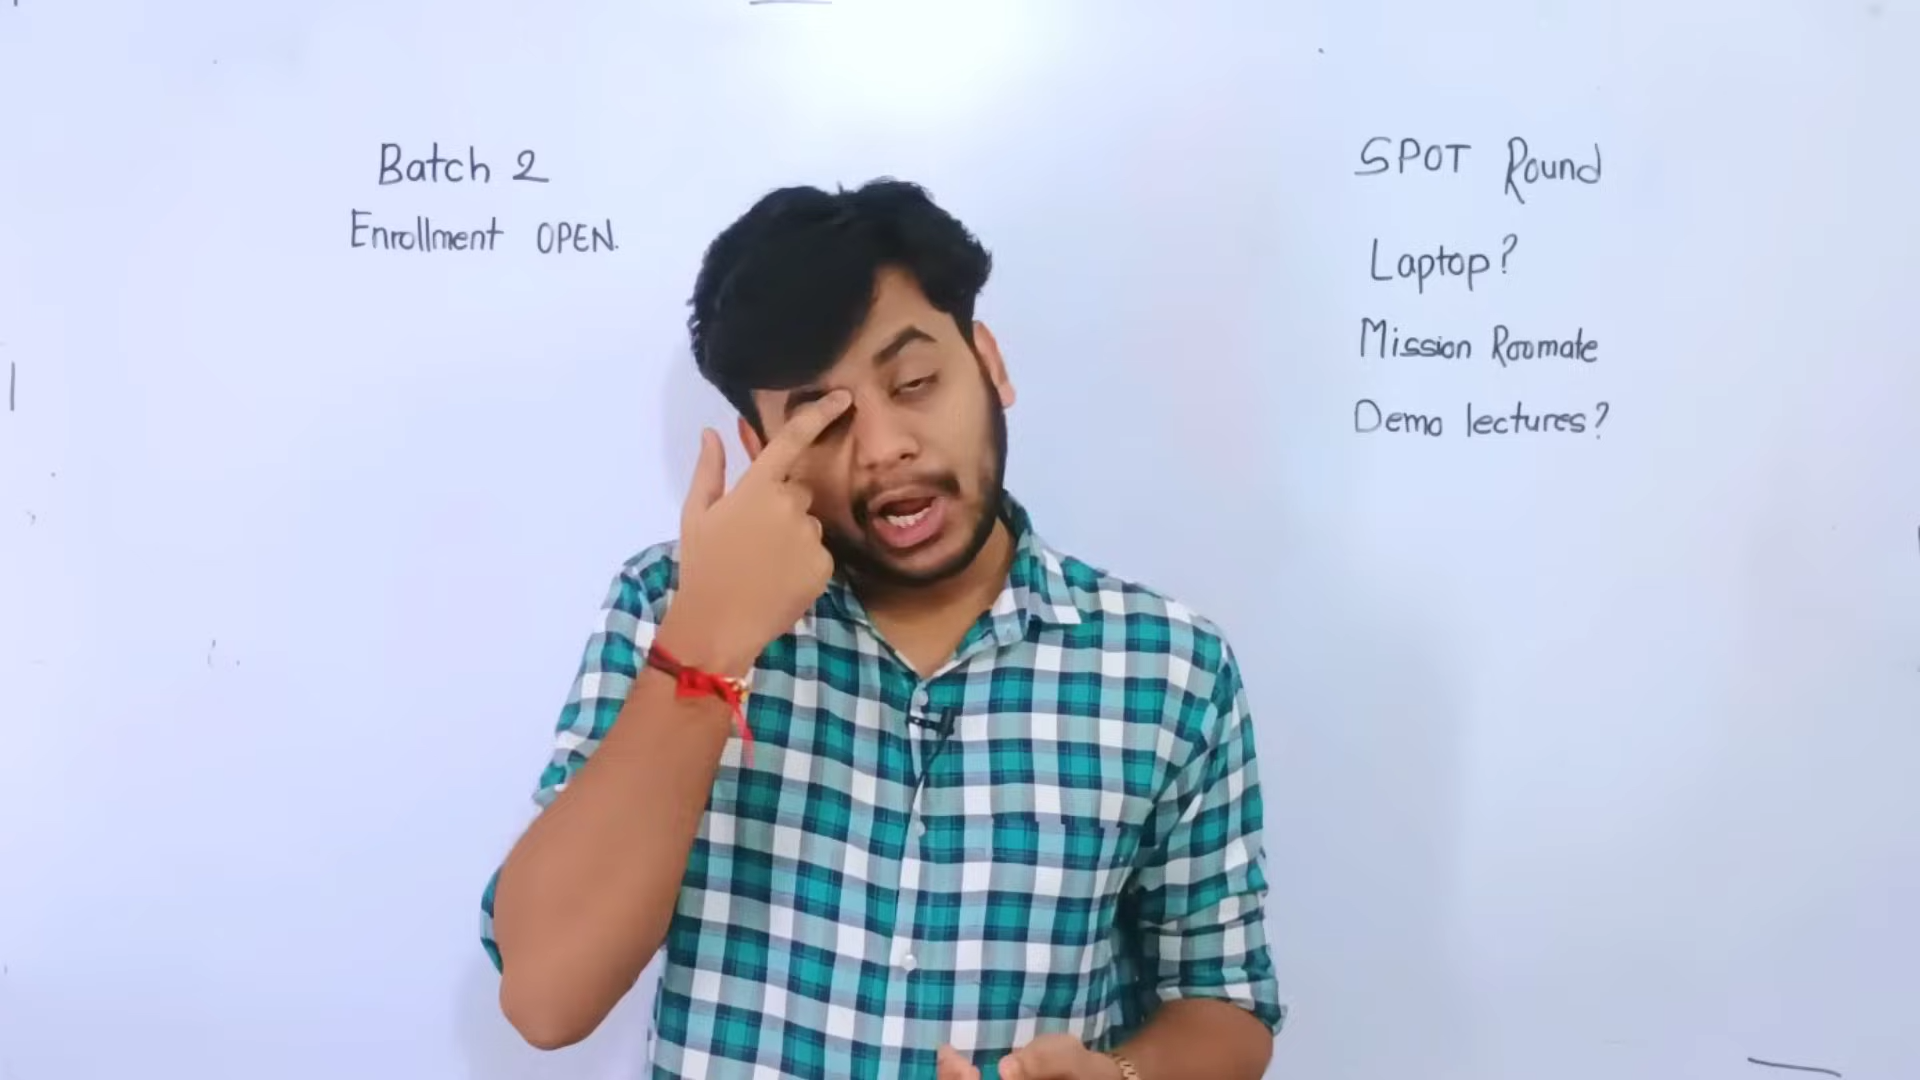 Batch 2
Enrollment OPEN.
SPOT Round
Laptop?
Mission Roomate
Demo lectures?